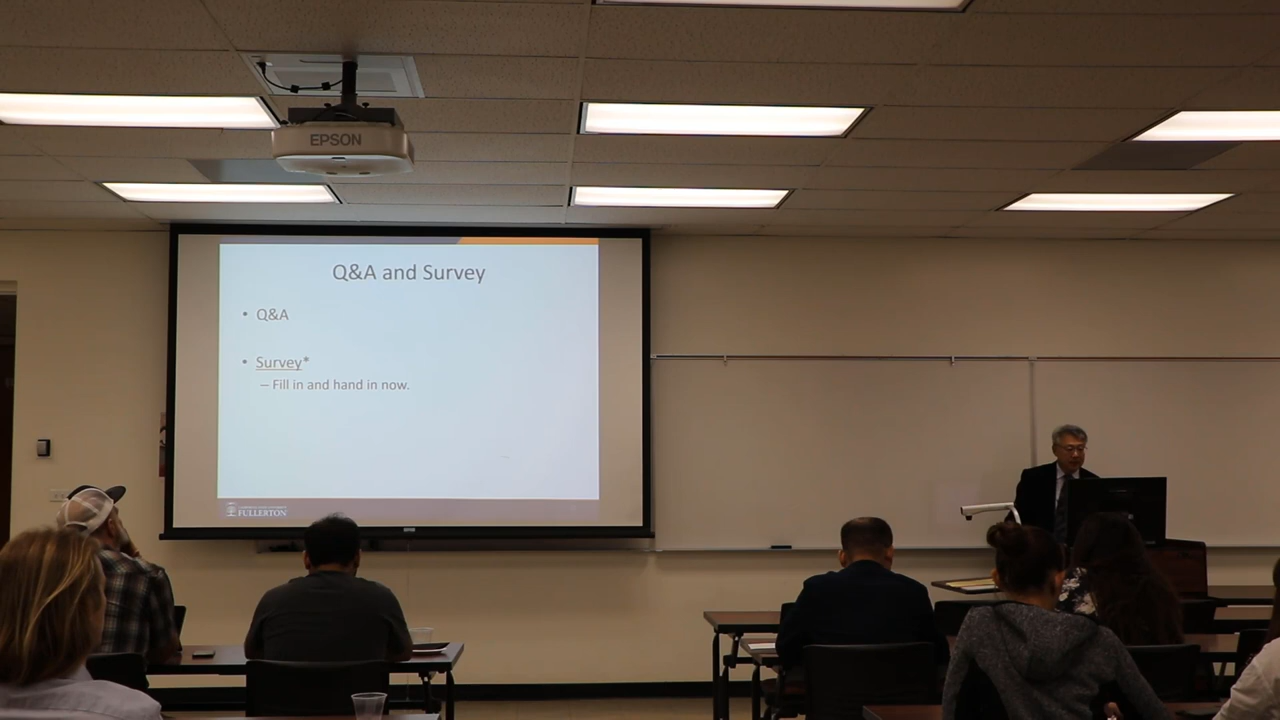 EPSON
Q&A and Survey
• Q&A
• Survey*
– Fill in and hand in now.
FULLERTON